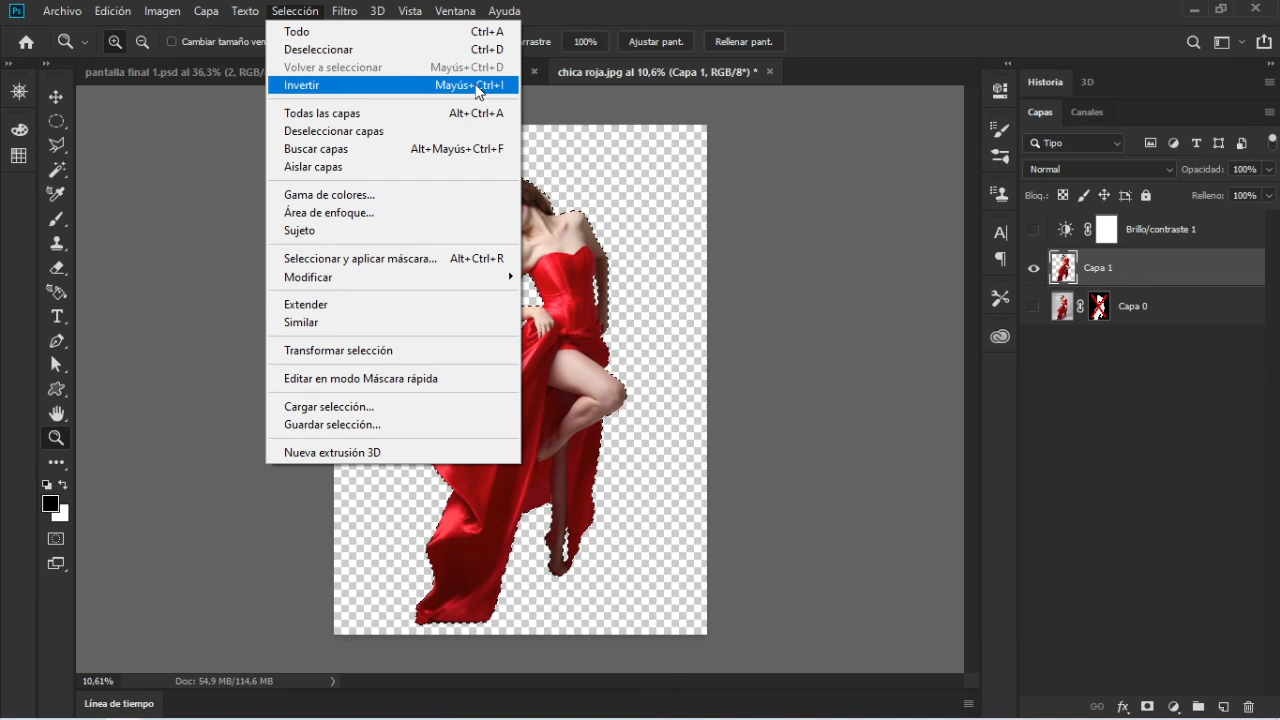 Ps Archivo Edición Imagen Capa Texto Selección Filtro 3D Vista Ventana Ayuda
Cambiar tamaño ven
arrastre 100% Ajustar pant. Rellenar pant.
pantalla final 1.psd al 36,3% (2, RGB/8
chica roja.jpg al 10,6% (Capa 1, RGB/8*) *
Todo Ctrl+A
Deseleccionar Ctrl+D
Volver a seleccionar Mayús+Ctrl+D
Invertir Mayús+Ctrl+I
Todas las capas Alt+Ctrl+A
Deseleccionar capas
Buscar capas Alt+Mayús+Ctrl+F
Aislar capas
Gama de colores...
Área de enfoque...
Sujeto
Seleccionar y aplicar máscara... Alt+Ctrl+R
Modificar
Extender
Similar
Transformar selección
Editar en modo Máscara rápida
Cargar selección...
Guardar selección...
Nueva extrusión 3D
Historia 3D
Capas Canales
Tipo
Normal Opacidad: 100%
Bloq.: Relleno: 100%
Brillo/contraste 1
Capa 1
Capa 0
10,61% Doc: 54,9 MB/114,6 MB
Línea de tiempo